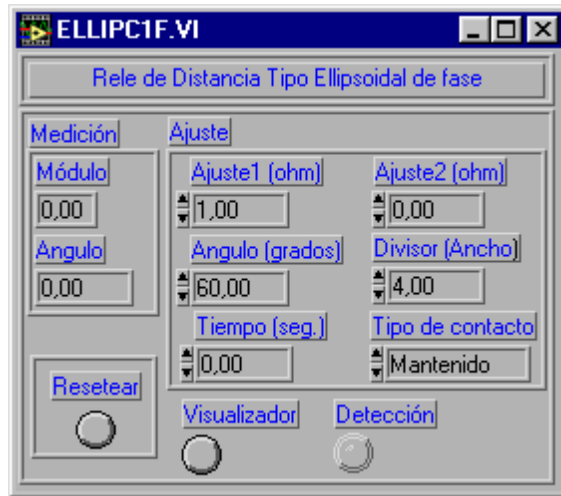 ELLIPC1F.VI
Rele de Distancia Tipo Ellipsoidal de fase
Medición
Módulo
0,00
Angulo
0,00
Ajuste
Ajuste1 (ohm)
1,00
Ajuste2 (ohm)
0,00
Angulo (grados)
60,00
Divisor (Ancho)
4,00
Tiempo (seg.)
0,00
Tipo de contacto
Mantenido
Resetear
Visualizador
Detección